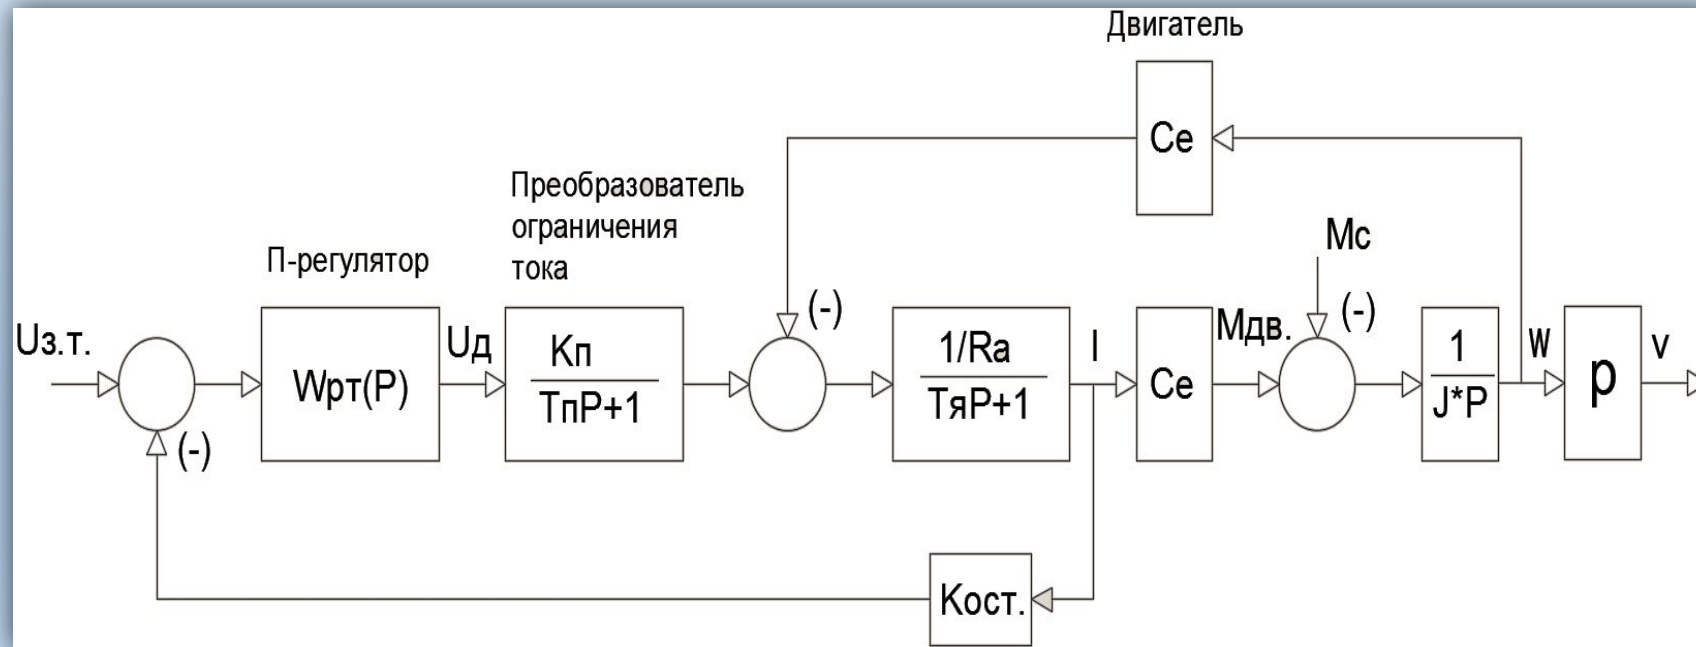 Двигатель
Ce
Преобразователь
ограничения
тока
П-регулятор
Mc
(-)
(-)
Uз.т.
Wрт(P)
Uд
Kп
TпP+1
1/Ra
TяP+1
I
Ce
Mдв.
1
J*P
W
p
v
(-)
Kост.